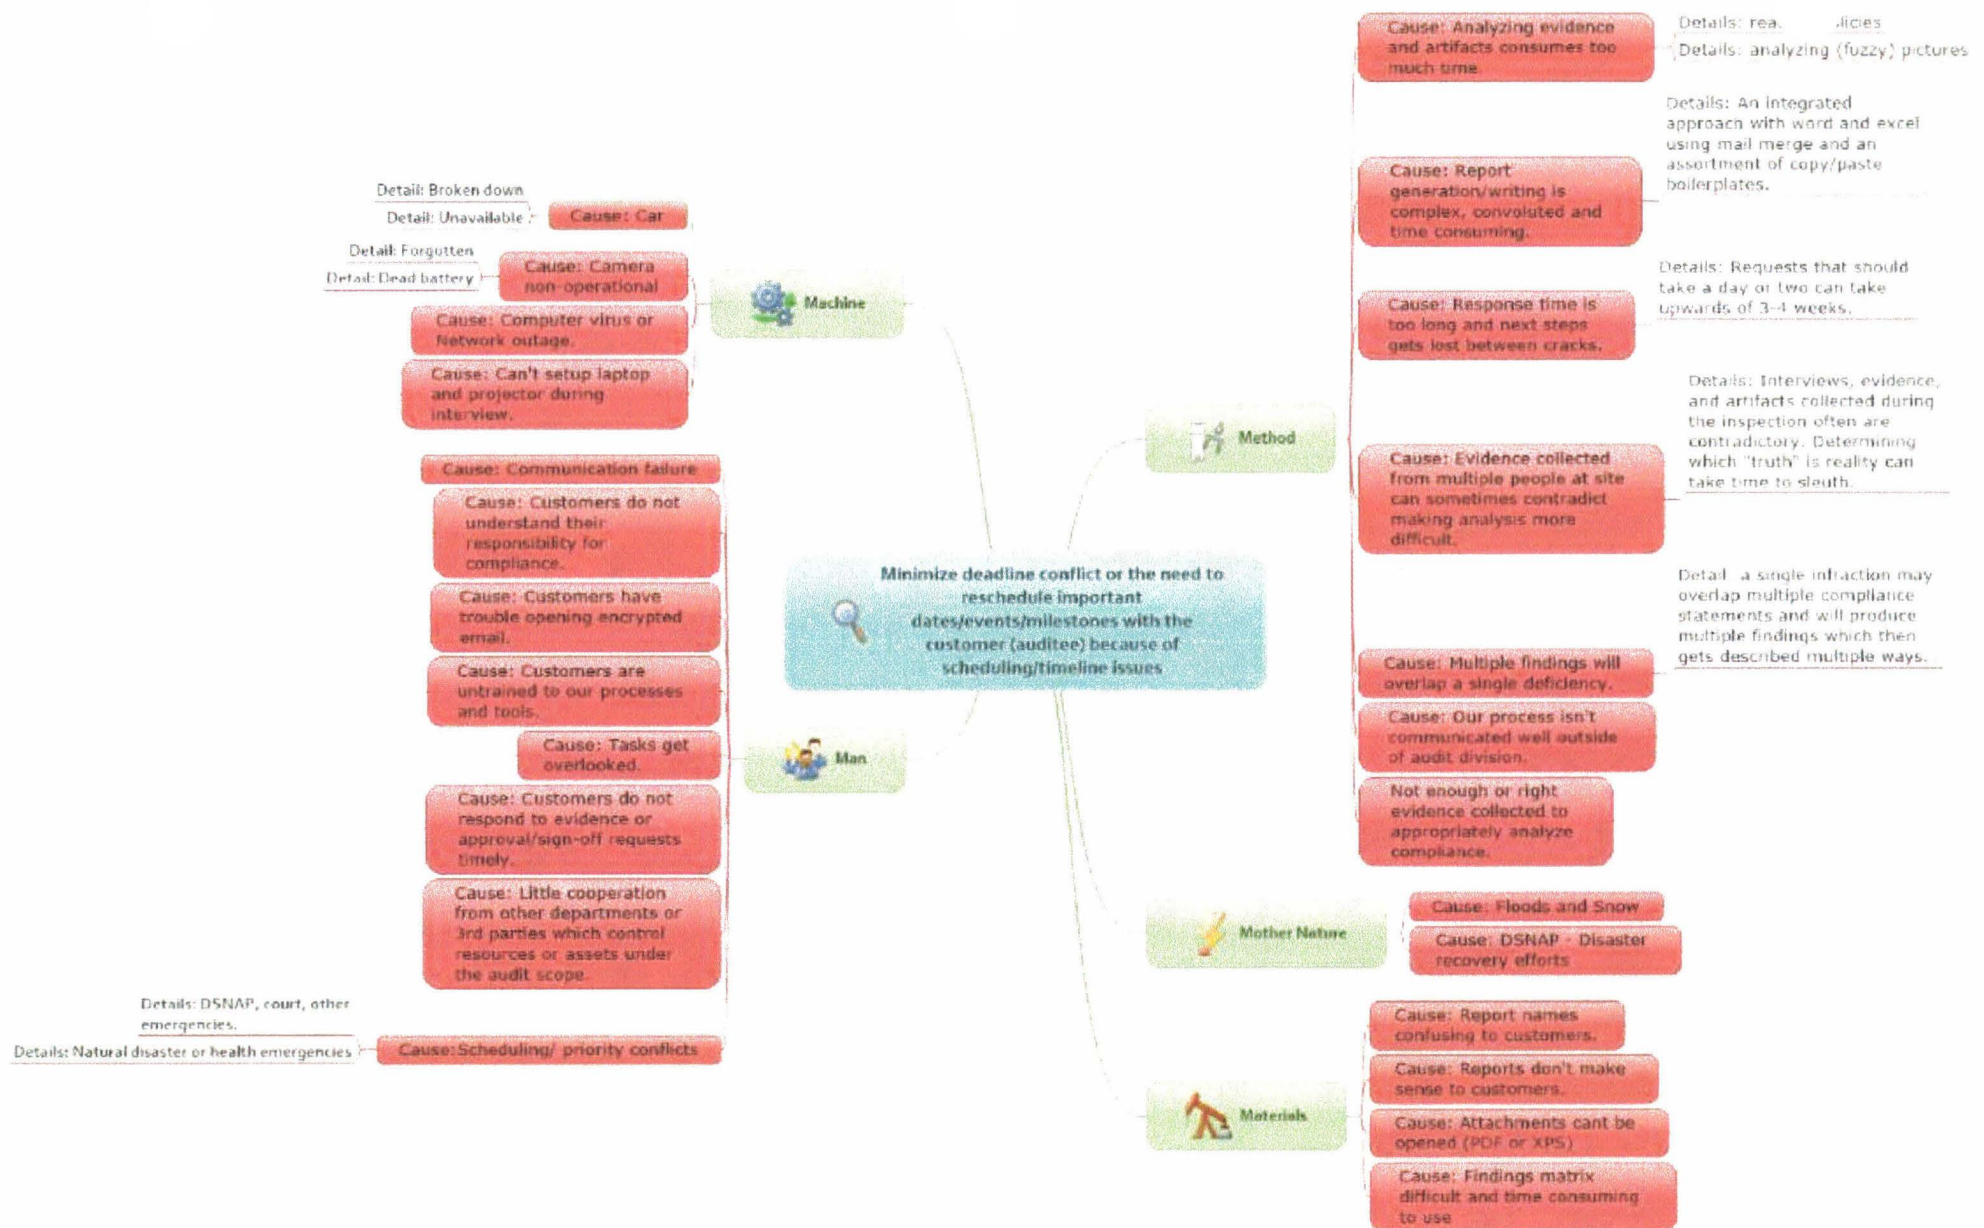 Detail: Broken down
Detail: Unavailable
Cause: Car
Detail: Forgotten
Detail: Dead battery
Cause: Camera
non-operational
Cause: Computer virus or
Network outage.
Cause: Can't setup laptop
and projector during
interview.
Machine
Cause: Communication failure
Cause: Customers do not
understand their
responsibility for
compliance.
Cause: Customers have
trouble opening encrypted
email.
Cause: Customers are
untrained to our processes
and tools.
Cause: Tasks get
overlooked.
Cause: Customers do not
respond to evidence or
approval/sign-off requests
timely.
Cause: Little cooperation
from other departments or
3rd parties which control
resources or assets under
the audit scope.
Details: DSNAP, court, other
emergencies.
Details: Natural disaster or health emergencies
Cause:Scheduling/ priority conflicts
Man
Minimize deadline conflict or the need to
reschedule important
dates/events/milestones with the
customer (auditee) because of
scheduling/timeline issues
Method
Cause: Analyzing evidence
and artifacts consumes too
much time.
Details:
Details: analyzing (fuzzy) pictures
Cause: Report
generation/writing is
complex, convoluted and
time consuming.
Details: An integrated
approach with word and excel
using mail merge and an
assortment of copy/paste
boilerplates.
Cause: Response time is
too long and next steps
gets lost between cracks.
Details: Requests that should
take a day or two can take
upwards of 3-4 weeks.
Cause: Evidence collected
from multiple people at site
can sometimes contradict
making analysis more
difficult.
Details: Interviews, evidence,
and artifacts collected during
the inspection often are
contradictory. Determining
which "truth" is reality can
take time to sleuth.
Cause: Multiple findings will
overlap a single deficiency.
Detail a single infraction may
overlap multiple compliance
statements and will produce
multiple findings which then
gets described multiple ways.
Cause: Our process isn't
communicated well outside
of audit division.
Not enough or right
evidence collected to
appropriately analyze
compliance.
Mother Nature
Cause: Floods and Snow
Cause: DSNAP - Disaster
recovery efforts
Materials
Cause: Report names
confusing to customers.
Cause: Reports don't make
sense to customers.
Cause: Attachments cant be
opened (PDF or XPS)
Cause: Findings matrix
difficult and time consuming
to use